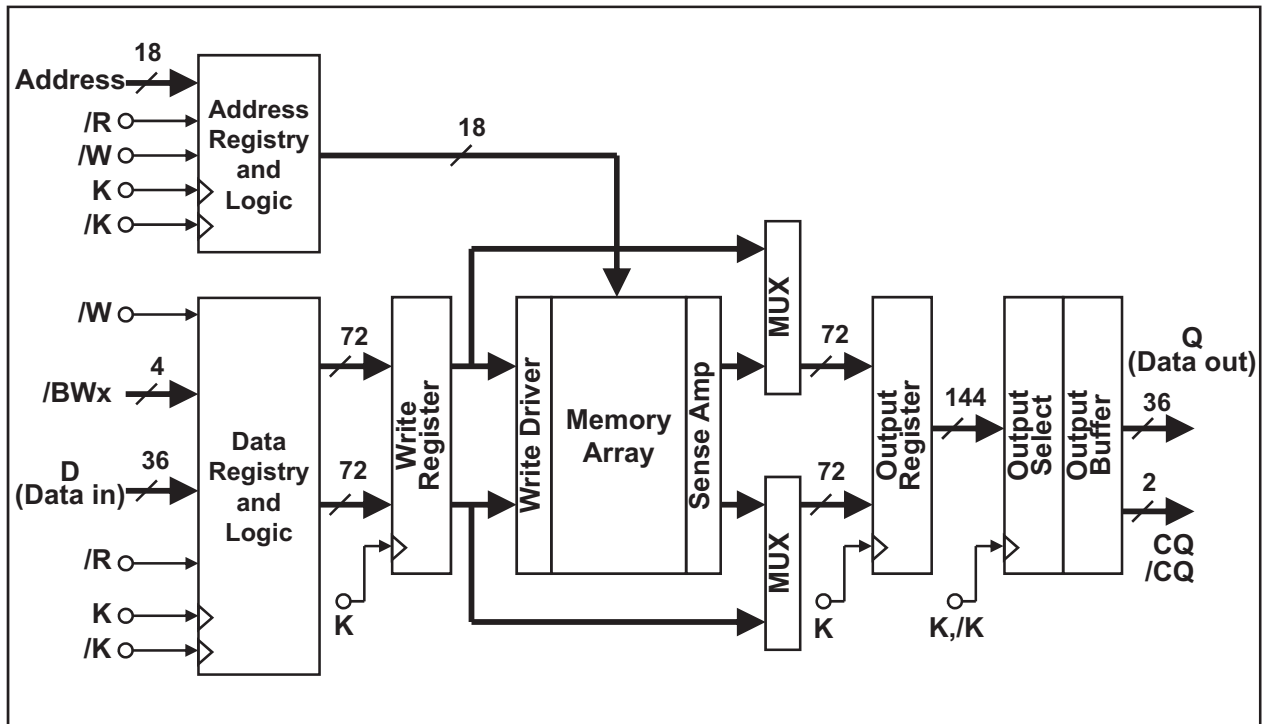 18
Address
/R
/W
K
/K
Address
Registry
and
Logic
18
/W
4
/BWx
36
D
(Data in)
/R
K
/K
Data
Registry
and
Logic
72
72
Write
Register
K
Write Driver
Memory
Array
Sense Amp
MUX
MUX
72
72
Output
Register
K
144
Output
Select
K,/K
Output
Buffer
Q
(Data out)
36
2
CQ
/CQ